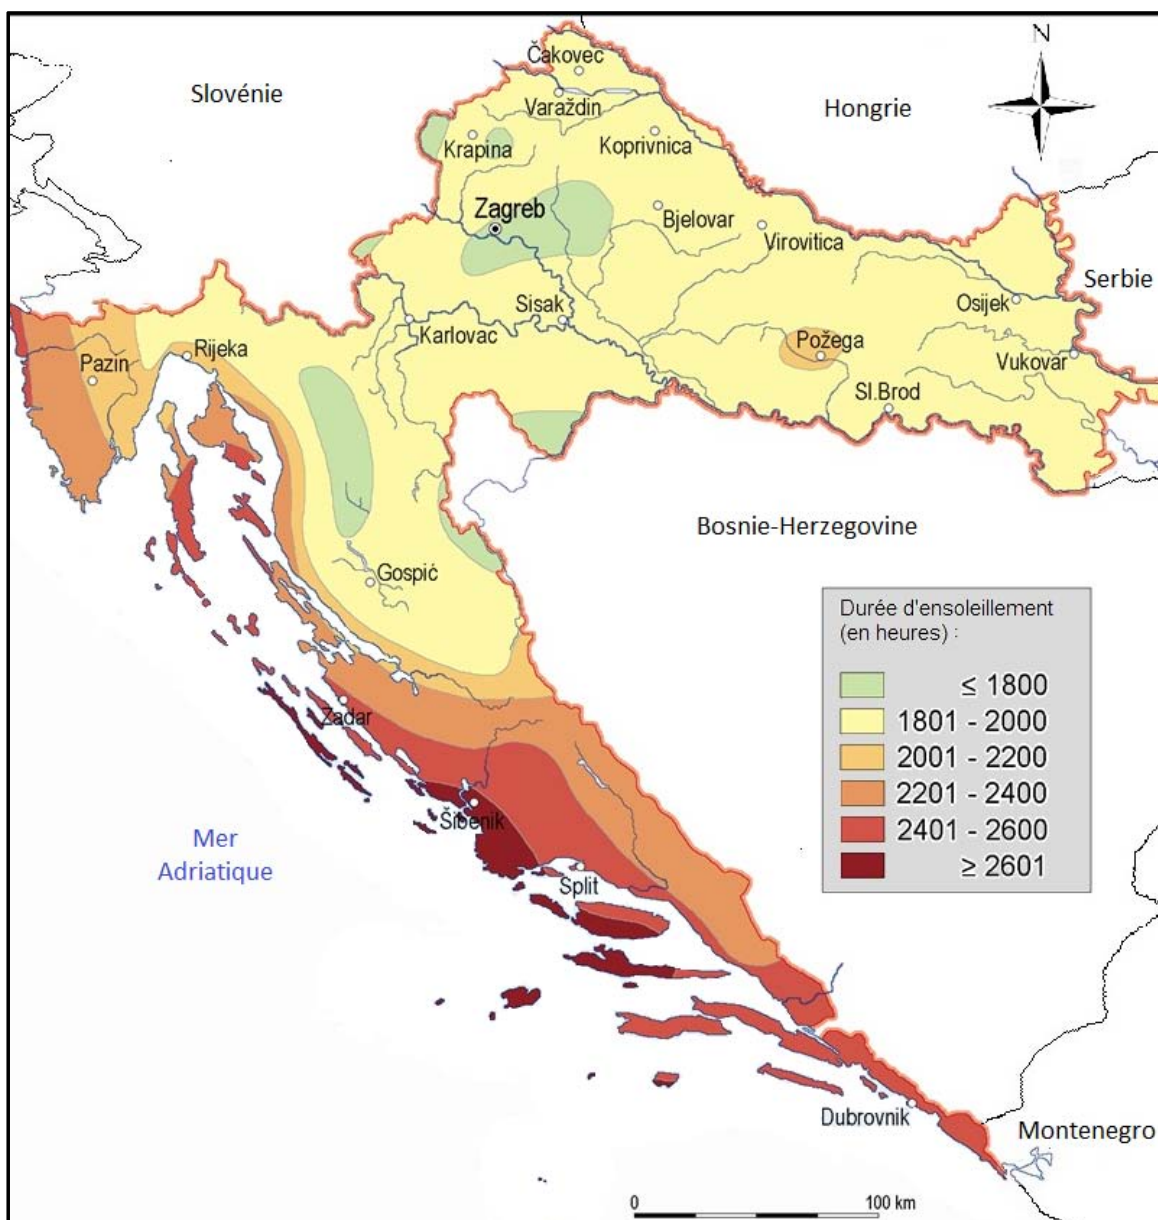 N
Slovénie
Hongrie
Čakovec
Varaždin
Krapina
Koprivnica
Zagreb
Bjelovar
Virovitica
Serbie
Osijek
Sisak
Karlovac
Požega
Rijeka
Pazin
Vukovar
Sl.Brod
Bosnie-Herzegovine
Gospić
Durée d'ensoleillement
(en heures) :
≤ 1800
1801 - 2000
2001 - 2200
2201 - 2400
2401 - 2600
≥ 2601
Zadar
Šibenik
Mer
Adriatique
Split
Dubrovnik
Montenegro
0 100 km